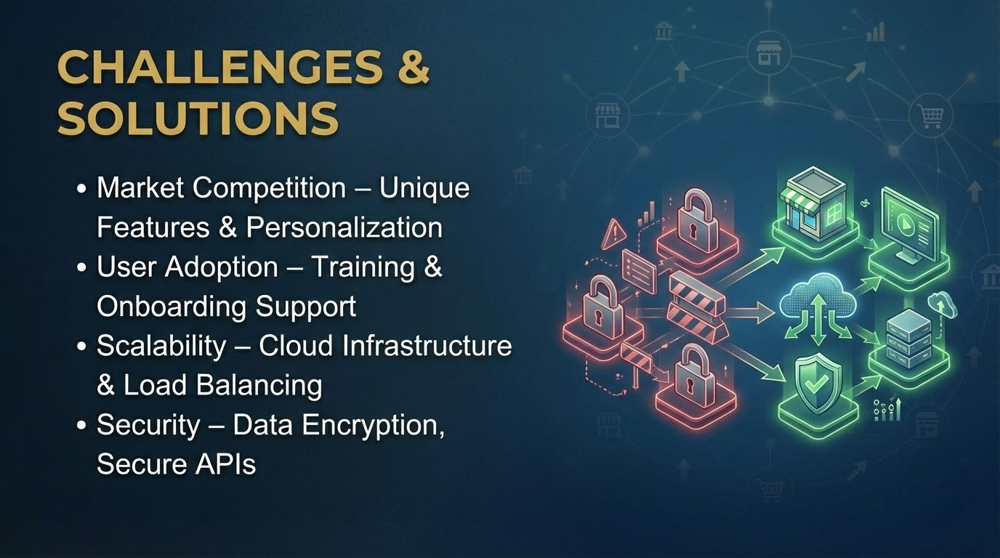 CHALLENGES &
SOLUTIONS
• Market Competition – Unique
Features & Personalization
• User Adoption – Training &
Onboarding Support
• Scalability – Cloud Infrastructure
& Load Balancing
• Security – Data Encryption,
Secure APIs